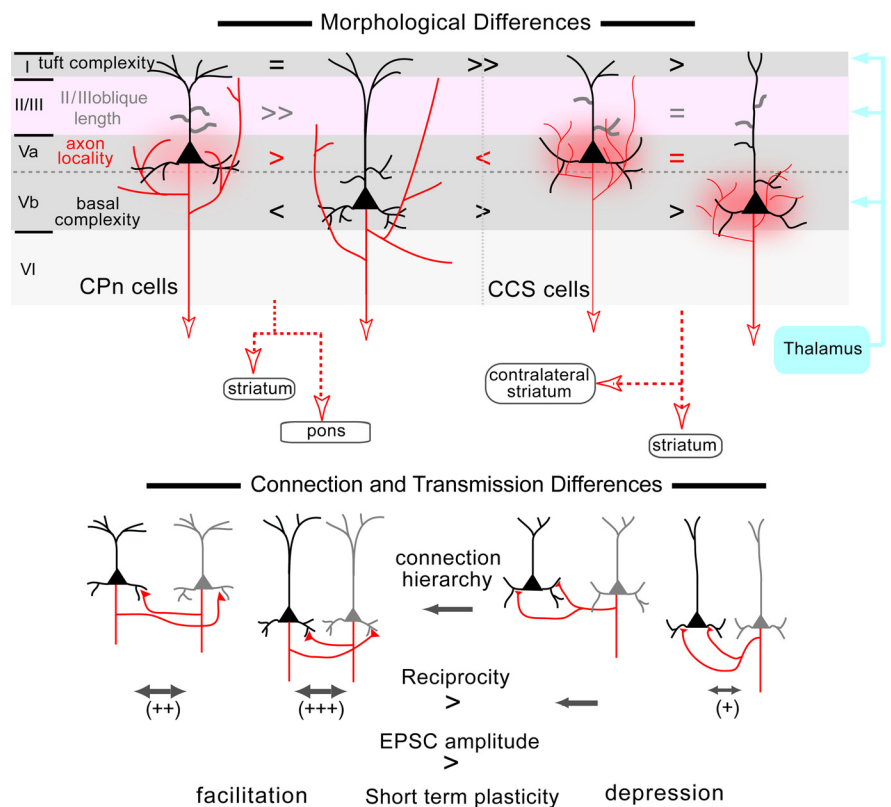 Morphological Differences
I tuft complexity = >> >
II/III II/IIIoblique length >> =
Va axon locality > < =
Vb basal complexity < > >
VI
CPn cells
CCS cells
Thalamus
striatum
pons
contralateral striatum
striatum
Connection and Transmission Differences
connection
hierarchy
Reciprocity
(++) (+++) > (+)
EPSC amplitude
>
facilitation Short term plasticity depression